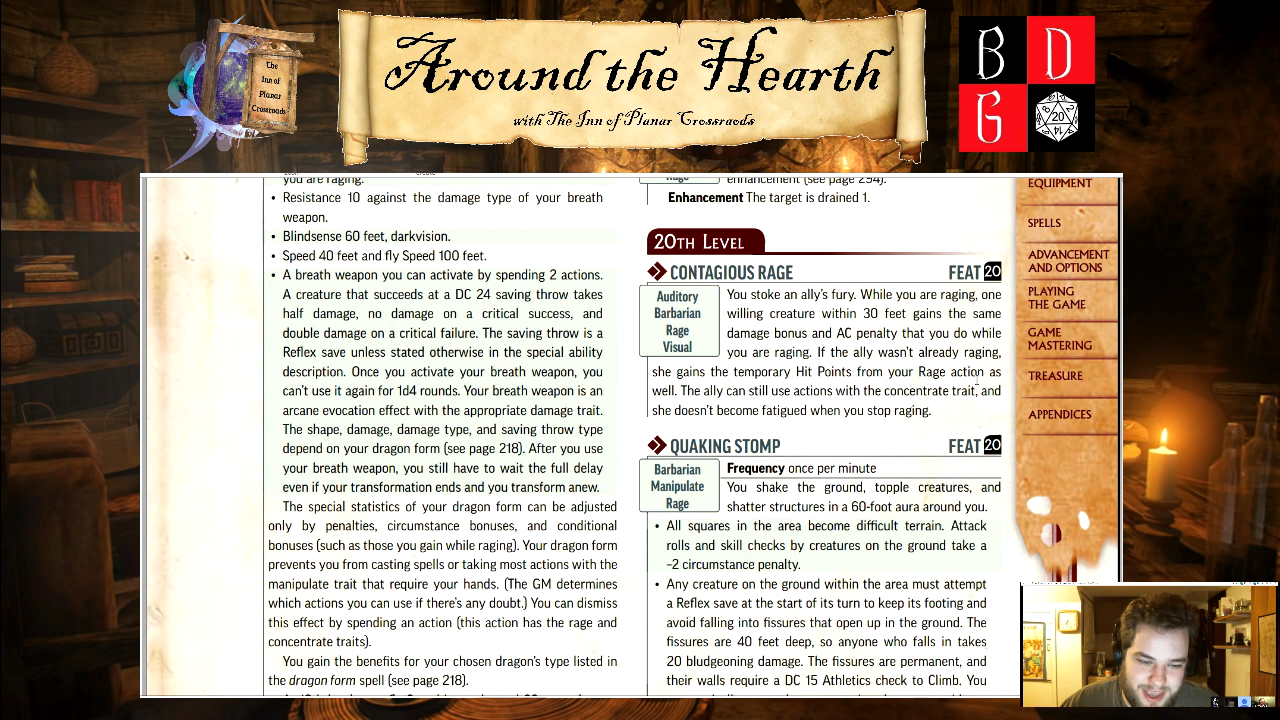 The
Inn of
Planar
Crossroads
Around the Hearth
with The Inn of Planar Crossraods
B D
G 20
you are raging.
• Resistance 10 against the damage type of your breath
weapon.
• Blindsense 60 feet, darkvision.
• Speed 40 feet and fly Speed 100 feet.
• A breath weapon you can activate by spending 2 actions.
A creature that succeeds at a DC 24 saving throw takes
half damage, no damage on a critical success, and
double damage on a critical failure. The saving throw is a
Reflex save unless stated otherwise in the special ability
description. Once you activate your breath weapon, you
can't use it again for 1d4 rounds. Your breath weapon is an
arcane evocation effect with the appropriate damage trait.
The shape, damage, damage type, and saving throw type
depend on your dragon form (see page 218). After you use
your breath weapon, you still have to wait the full delay
even if your transformation ends and you transform anew.
The special statistics of your dragon form can be adjusted
only by penalties, circumstance bonuses, and conditional
bonuses (such as those you gain while raging). Your dragon form
prevents you from casting spells or taking most actions with the
manipulate trait that require your hands. (The GM determines
which actions you can use if there's any doubt.) You can dismiss
this effect by spending an action (this action has the rage and
concentrate traits).
You gain the benefits for your chosen dragon's type listed in
the dragon form spell (see page 218).
Rage
enhancement (see page 294).
Enhancement The target is drained 1.
20TH LEVEL
CONTAGIOUS RAGE FEAT 20
Auditory
Barbarian
Rage
Visual
You stoke an ally's fury. While you are raging, one
willing creature within 30 feet gains the same
damage bonus and AC penalty that you do while
you are raging. If the ally wasn't already raging,
she gains the temporary Hit Points from your Rage action as
well. The ally can still use actions with the concentrate trait, and
she doesn't become fatigued when you stop raging.
QUAKING STOMP FEAT 20
Barbarian
Manipulate
Rage
Frequency once per minute
You shake the ground, topple creatures, and
shatter structures in a 60-foot aura around you.
• All squares in the area become difficult terrain. Attack
rolls and skill checks by creatures on the ground take a
–2 circumstance penalty.
• Any creature on the ground within the area must attempt
a Reflex save at the start of its turn to keep its footing and
avoid falling into fissures that open up in the ground. The
fissures are 40 feet deep, so anyone who falls in takes
20 bludgeoning damage. The fissures are permanent, and
their walls require a DC 15 Athletics check to Climb. You
EQUIPMENT
SPELLS
ADVANCEMENT
AND OPTIONS
PLAYING
THE GAME
GAME
MASTERING
TREASURE
APPENDICES